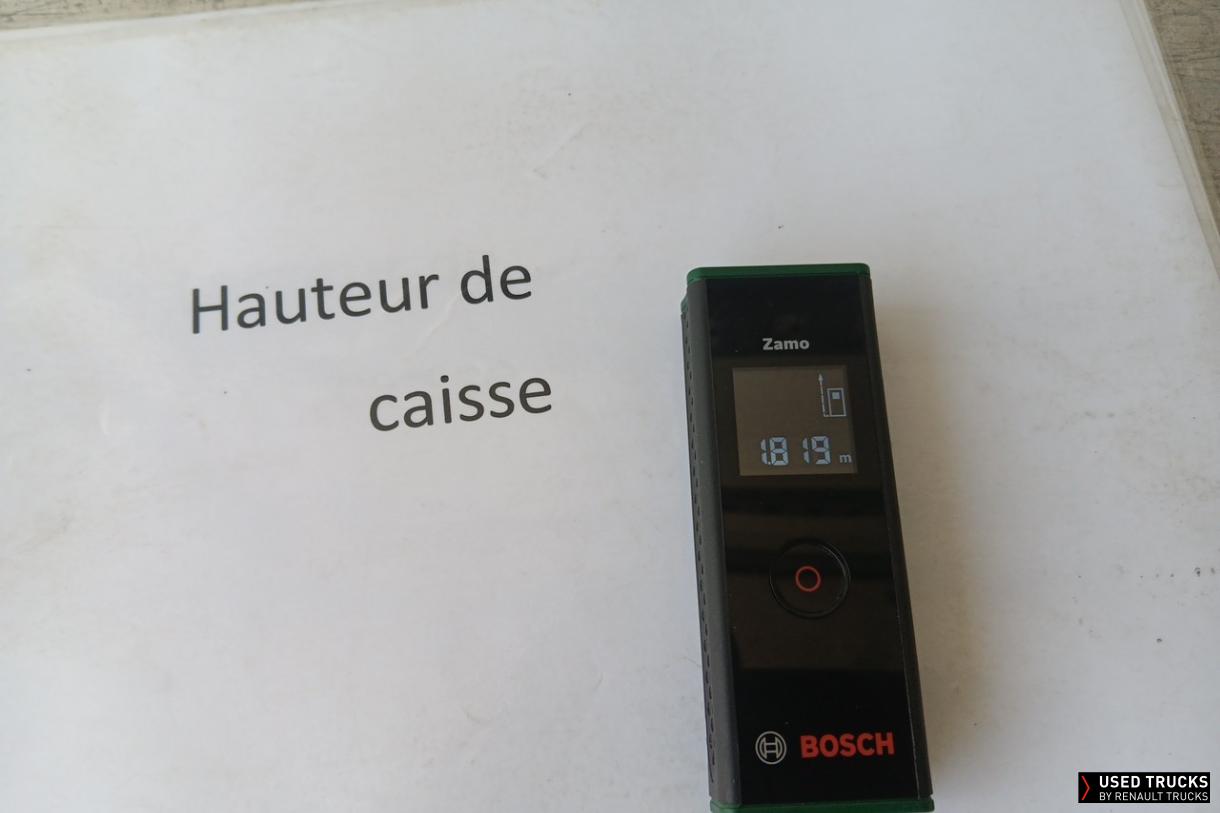 Hauteur de
caisse
Zamo
1.819 m
BOSCH
USED TRUCKS
BY RENAULT TRUCKS